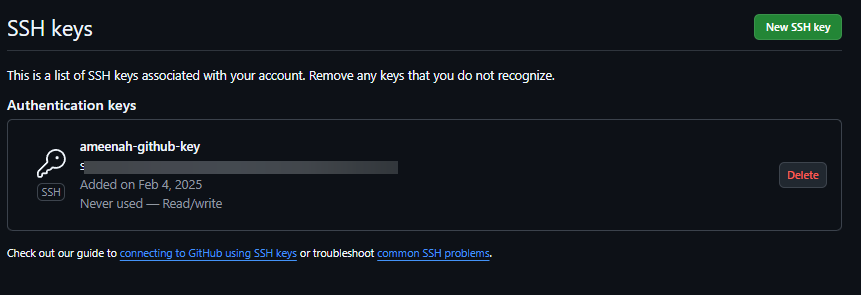 SSH keys
New SSH key
This is a list of SSH keys associated with your account. Remove any keys that you do not recognize.
Authentication keys
ameenah-github-key
SSH
Added on Feb 4, 2025
Never used — Read/write
Delete
Check out our guide to connecting to GitHub using SSH keys or troubleshoot common SSH problems.